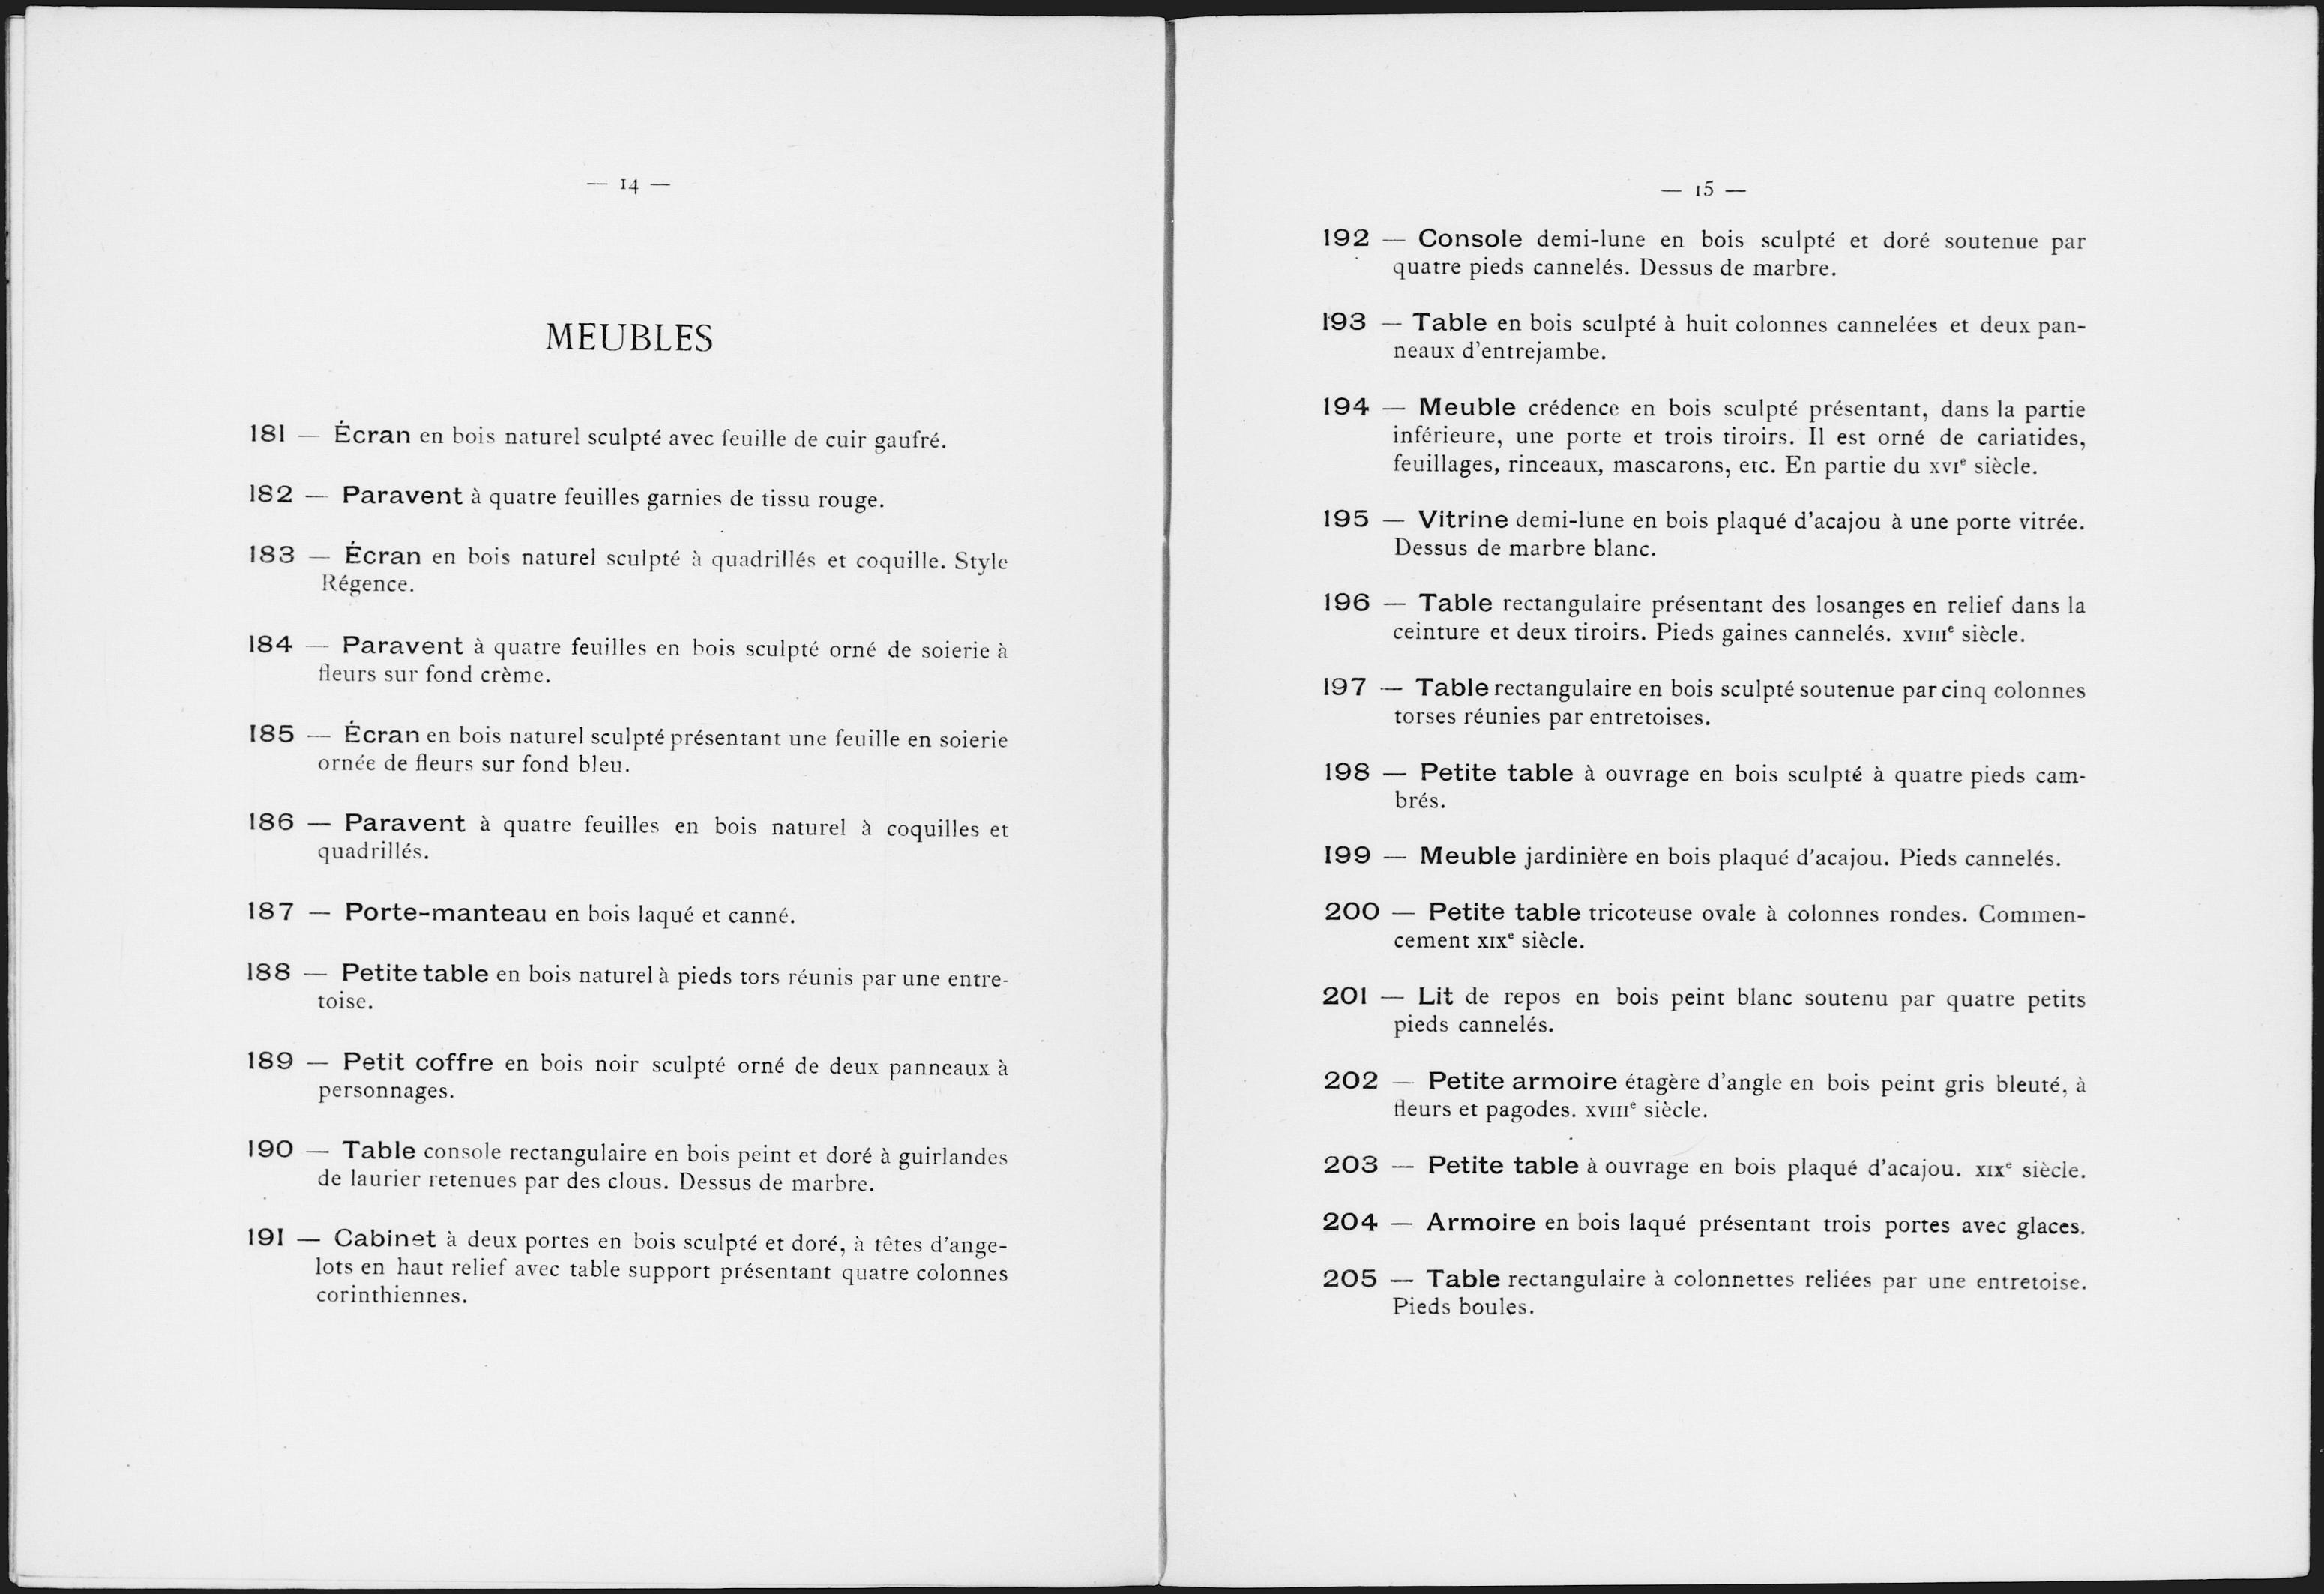 — 14 —
MEUBLES
181 — Écran en bois naturel sculpté avec feuille de cuir gaufré.
182 — Paravent à quatre feuilles garnies de tissu rouge.
183 — Écran en bois naturel sculpté à quadrillés et coquille. Style
Régence.
184 — Paravent à quatre feuilles en bois sculpté orné de soierie à
fleurs sur fond crème.
185 — Écran en bois naturel sculpté présentant une feuille en soierie
ornée de fleurs sur fond bleu.
186 — Paravent à quatre feuilles en bois naturel à coquilles et
quadrillés.
187 — Porte-manteau en bois laqué et canné.
188 — Petite table en bois naturel à pieds tors réunis par une entre-
toise.
189 — Petit coffre en bois noir sculpté orné de deux panneaux à
personnages.
190 — Table console rectangulaire en bois peint et doré à guirlandes
de laurier retenues par des clous. Dessus de marbre.
191 — Cabinet à deux portes en bois sculpté et doré, à têtes d'ange-
lots en haut relief avec table support présentant quatre colonnes
corinthiennes.
— 15 —
192 — Console demi-lune en bois sculpté et doré soutenue par
quatre pieds cannelés. Dessus de marbre.
193 — Table en bois sculpté à huit colonnes cannelées et deux pan-
neaux d'entrejambe.
194 — Meuble crédence en bois sculpté présentant, dans la partie
inférieure, une porte et trois tiroirs. Il est orné de cariatides,
feuillages, rinceaux, mascarons, etc. En partie du XVIe siècle.
195 — Vitrine demi-lune en bois plaqué d'acajou à une porte vitrée.
Dessus de marbre blanc.
196 — Table rectangulaire présentant des losanges en relief dans la
ceinture et deux tiroirs. Pieds gaines cannelés. XVIIIe siècle.
197 — Table rectangulaire en bois sculpté soutenue par cinq colonnes
torses réunies par entretoises.
198 — Petite table à ouvrage en bois sculpté à quatre pieds cam-
brés.
199 — Meuble jardinière en bois plaqué d'acajou. Pieds cannelés.
200 — Petite table tricoteuse ovale à colonnes rondes. Commen-
cement XIXe siècle.
201 — Lit de repos en bois peint blanc soutenu par quatre petits
pieds cannelés.
202 — Petite armoire étagère d'angle en bois peint gris bleuté, à
fleurs et pagodes. XVIIIe siècle.
203 — Petite table à ouvrage en bois plaqué d'acajou. XIXe siècle.
204 — Armoire en bois laqué présentant trois portes avec glaces.
205 — Table rectangulaire à colonnettes reliées par une entretoise.
Pieds boules.